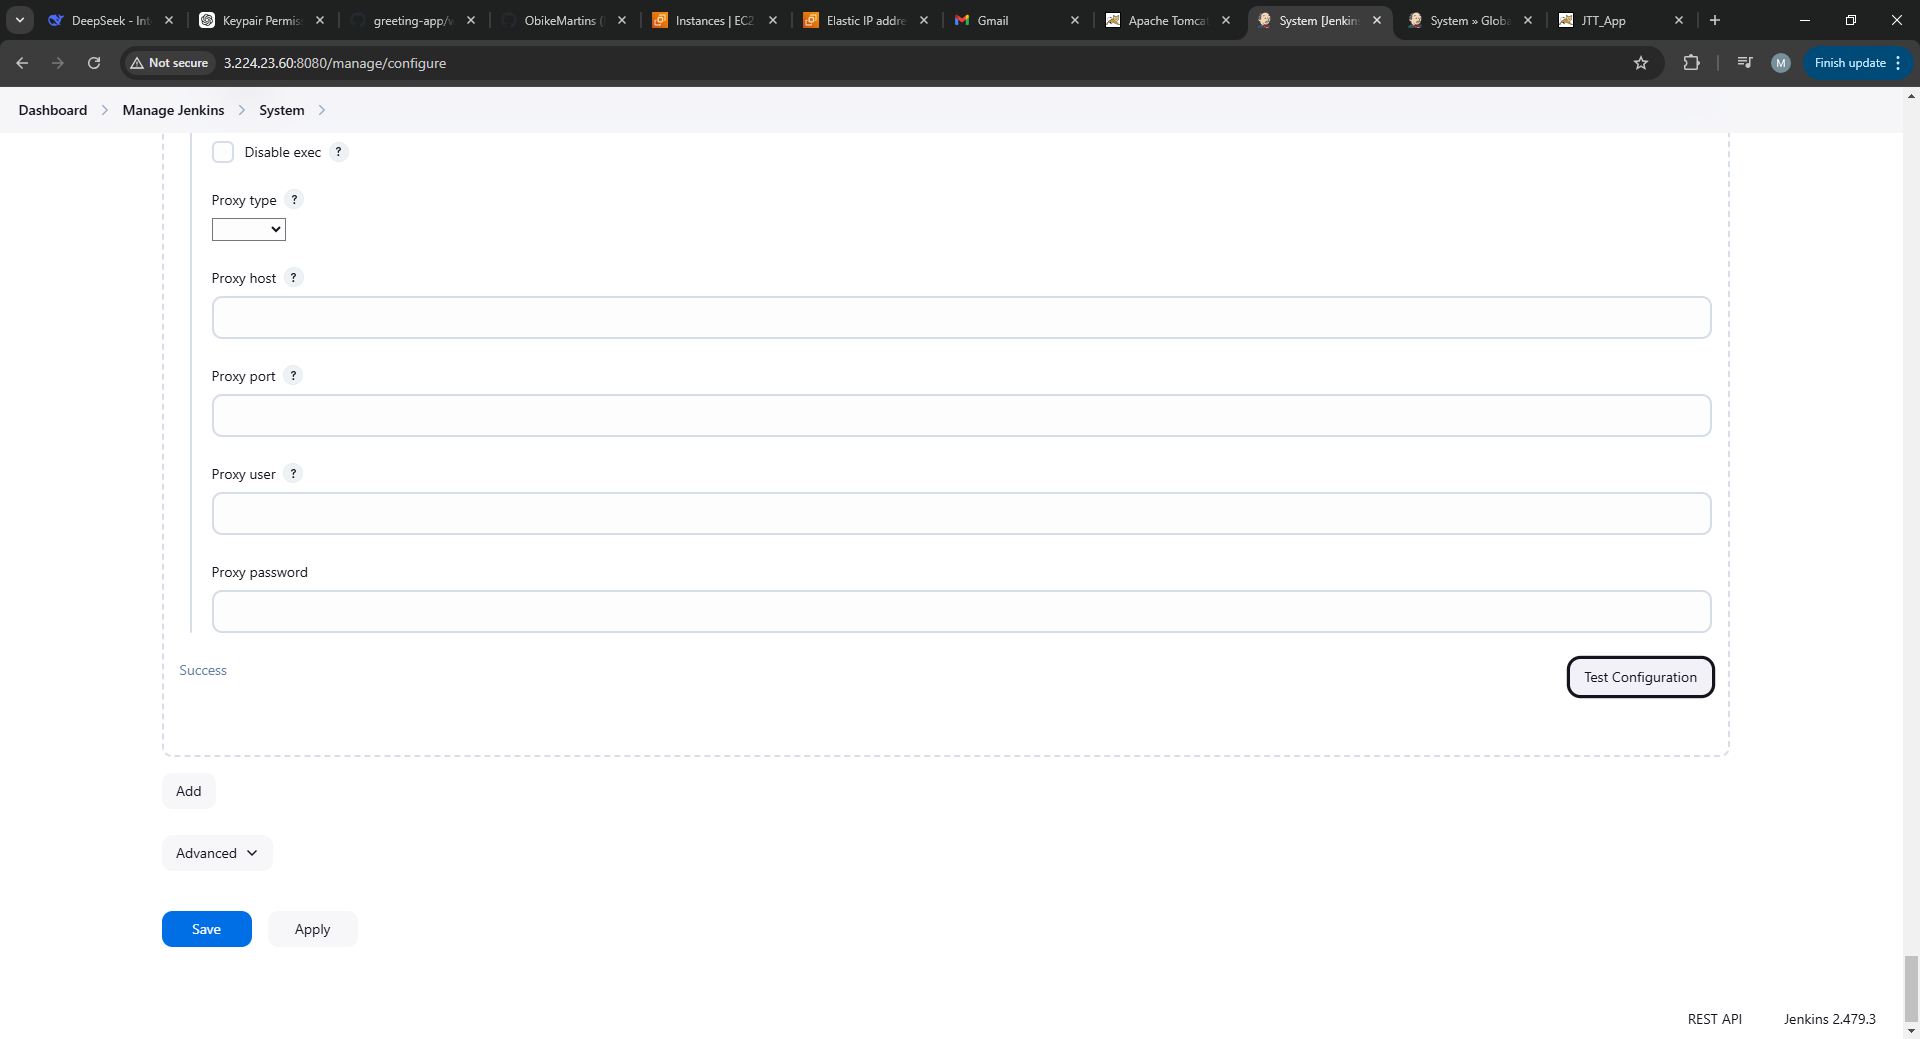 DeepSeek - Int
Keypair Permis
greeting-app/w
ObikeMartins (
Instances | EC2
Elastic IP addre
Gmail
Apache Tomcat
System [Jenkins
System » Globa
JTT_App
Not secure
3.224.23.60:8080/manage/configure
M
Finish update
Dashboard
Manage Jenkins
System
Disable exec ?
Proxy type ?
Proxy host ?
Proxy port ?
Proxy user ?
Proxy password
Success
Test Configuration
Add
Advanced
Save
Apply
REST API
Jenkins 2.479.3